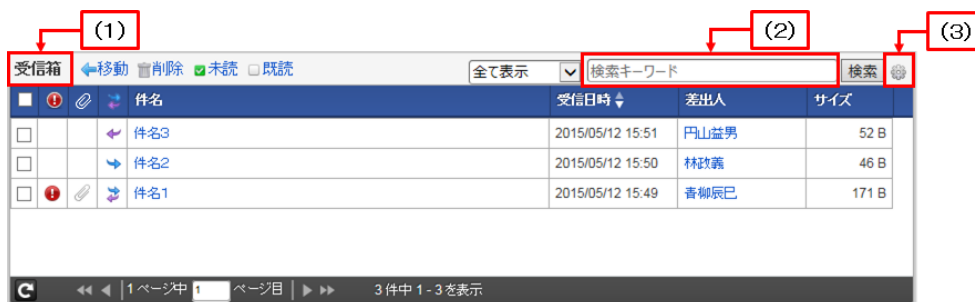 (1) (2) (3)
受信箱 移動 削除 未読 既読 全て表示 検索キーワード 検索
件名 受信日時 差出人 サイズ
件名3 2015/05/12 15:51 円山益男 52 B
件名2 2015/05/12 15:50 林政義 46 B
件名1 2015/05/12 15:49 青柳辰巳 171 B
1 ページ中 1 ページ目 3 件中 1 - 3 を表示